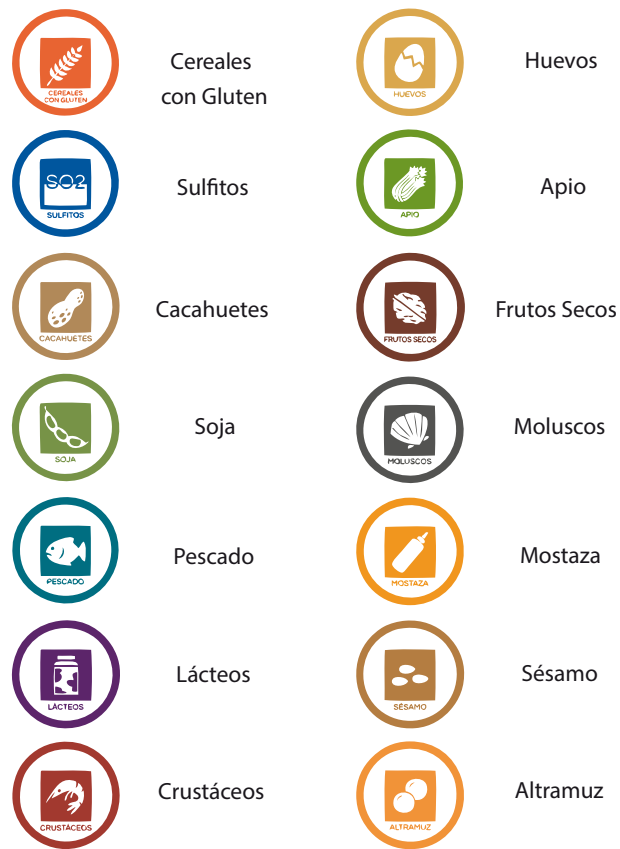 CEREALES
CON GLUTEN
Cereales
con Gluten
HUEVOS
Huevos
SO2
SULFITOS
Sulfitos
APIO
Apio
CACAHUETES
Cacahuetes
FRUTOS SECOS
Frutos Secos
SOJA
Soja
MOLUSCOS
Moluscos
PESCADO
Pescado
MOSTAZA
Mostaza
LÁCTEOS
Lácteos
SÉSAMO
Sésamo
CRUSTÁCEOS
Crustáceos
ALTRAMUZ
Altramuz